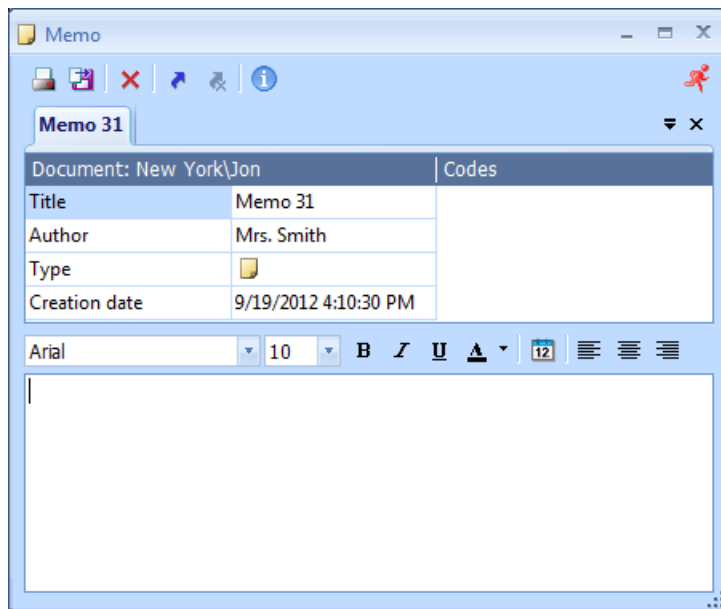 Memo
Memo 31
Document: New York\Jon Codes
Title Memo 31
Author Mrs. Smith
Type
Creation date 9/19/2012 4:10:30 PM
Arial 10 B I U A 12